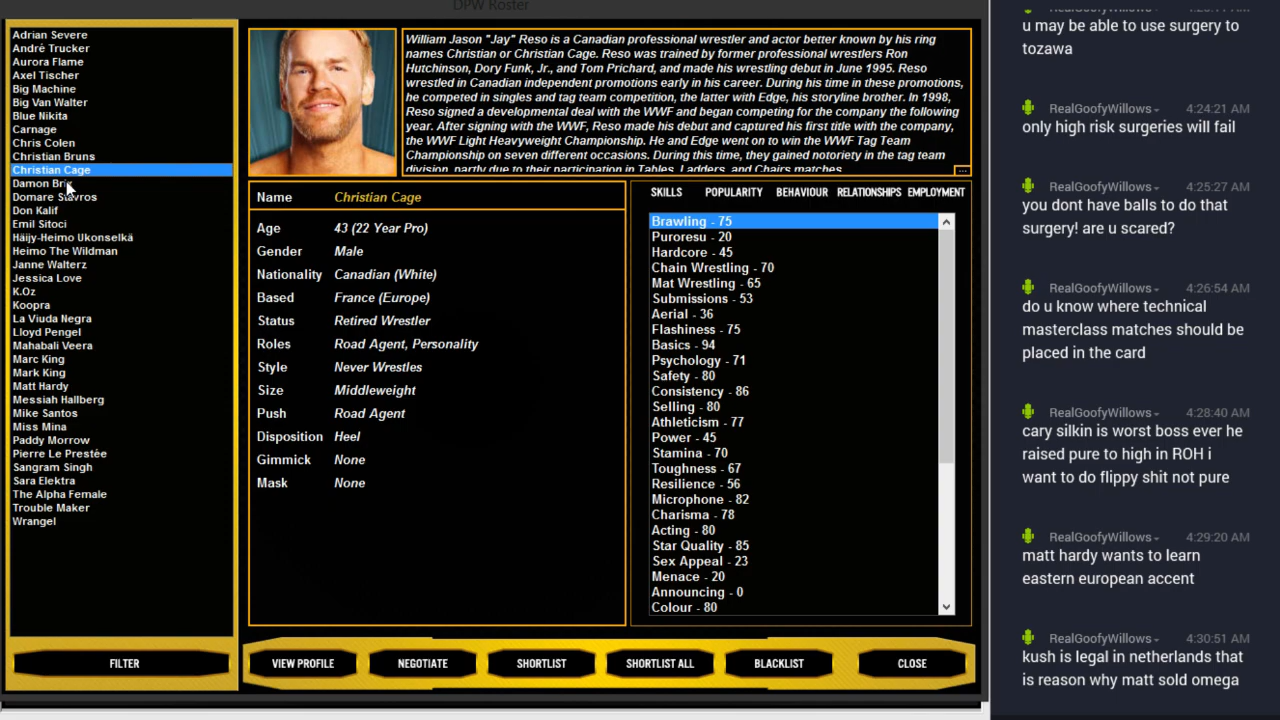 DPW Roster
Adrian Severe
André Trucker
Aurora Flame
Axel Tischer
Big Machine
Big Van Walter
Blue Nikita
Carnage
Chris Colen
Christian Bruns
Christian Cage
Damon Brix
Domare Stavros
Don Kalif
Emil Sitoci
Häijy-Heimo Ukonselkä
Heimo The Wildman
Janne Walterz
Jessica Love
K.Oz
Koopra
La Viuda Negra
Lloyd Pengel
Mahabali Veera
Marc King
Mark King
Matt Hardy
Messiah Hallberg
Mike Santos
Miss Mina
Paddy Morrow
Pierre Le Prestée
Sangram Singh
Sara Elektra
The Alpha Female
Trouble Maker
Wrangel
FILTER
William Jason "Jay" Reso is a Canadian professional wrestler and actor better known by his ring
names Christian or Christian Cage. Reso was trained by former professional wrestlers Ron
Hutchinson, Dory Funk, Jr., and Tom Prichard, and made his wrestling debut in June 1995. Reso
wrestled in Canadian independent promotions early in his career. During his time in these promotions,
he competed in singles and tag team competition, the latter with Edge, his storyline brother. In 1998,
Reso signed a developmental deal with the WWF and began competing for the company the following
year. After signing with the WWF, Reso made his debut and captured his first title with the company,
the WWF Light Heavyweight Championship. He and Edge went on to win the WWF Tag Team
Championship on seven different occasions. During this time, they gained notoriety in the tag team
division, partly due to their participation in Tables, Ladders, and Chairs matches.
...
Name Christian Cage
Age 43 (22 Year Pro)
Gender Male
Nationality Canadian (White)
Based France (Europe)
Status Retired Wrestler
Roles Road Agent, Personality
Style Never Wrestles
Size Middleweight
Push Road Agent
Disposition Heel
Gimmick None
Mask None
SKILLS POPULARITY BEHAVIOUR RELATIONSHIPS EMPLOYMENT
Brawling - 75
Puroresu - 20
Hardcore - 45
Chain Wrestling - 70
Mat Wrestling - 65
Submissions - 53
Aerial - 36
Flashiness - 75
Basics - 94
Psychology - 71
Safety - 80
Consistency - 86
Selling - 80
Athleticism - 77
Power - 45
Stamina - 70
Toughness - 67
Resilience - 56
Microphone - 82
Charisma - 78
Acting - 80
Star Quality - 85
Sex Appeal - 23
Menace - 20
Announcing - 0
Colour - 80
VIEW PROFILE NEGOTIATE SHORTLIST SHORTLIST ALL BLACKLIST CLOSE
u may be able to use surgery to
tozawa
RealGoofyWillows 4:24:21 AM
only high risk surgeries will fail
RealGoofyWillows 4:25:27 AM
you dont have balls to do that
surgery! are u scared?
RealGoofyWillows 4:26:54 AM
do u know where technical
masterclass matches should be
placed in the card
RealGoofyWillows 4:28:40 AM
cary silkin is worst boss ever he
raised pure to high in ROH i
want to do flippy shit not pure
RealGoofyWillows 4:29:20 AM
matt hardy wants to learn
eastern european accent
RealGoofyWillows 4:30:51 AM
kush is legal in netherlands that
is reason why matt sold omega